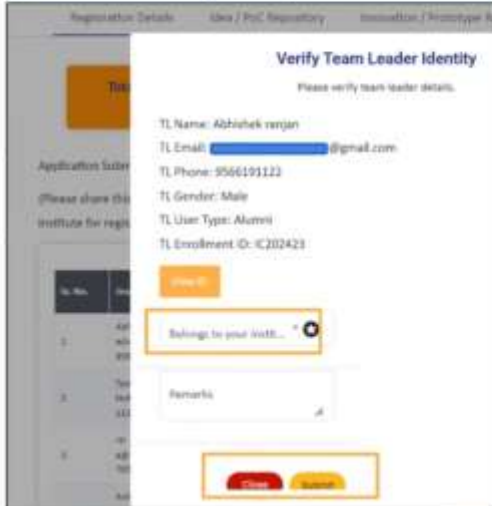 Registration Details Idea / PoC Repository Innovation / Prototype R
Verify Team Leader Identity
Please verify team leader details.
TL Name: Abhishek ranjan
TL Email: @gmail.com
Application Subm
TL Phone: 9566191122
(Please share this
TL Gender: Male
Institute for regis
TL User Type: Alumni
TL Enrollment ID: IC202423
View ID
Sr. No.
Belongs to your instit... *
1
2
Remarks
3
Close Submit